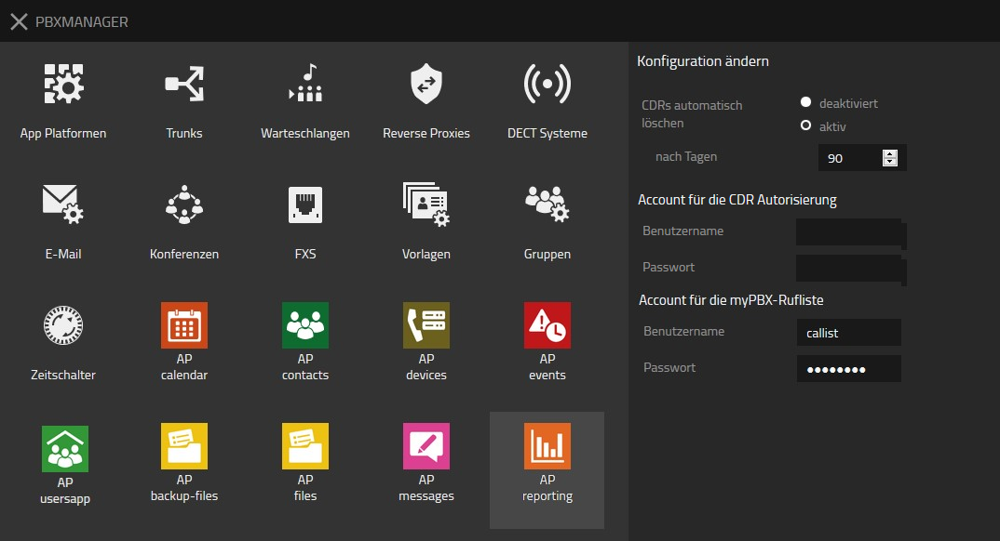 PBXMANAGER
App Platformen
Trunks
Warteschlangen
Reverse Proxies
DECT Systeme
E-Mail
Konferenzen
FXS
Vorlagen
Gruppen
Zeitschalter
AP
calendar
AP
contacts
AP
devices
AP
events
AP
usersapp
AP
backup-files
AP
files
AP
messages
AP
reporting
Konfiguration ändern
CDRs automatisch
löschen
deaktiviert
aktiv
nach Tagen
90
Account für die CDR Autorisierung
Benutzername
Passwort
Account für die myPBX-Rufliste
Benutzername
callist
Passwort
●●●●●●●●